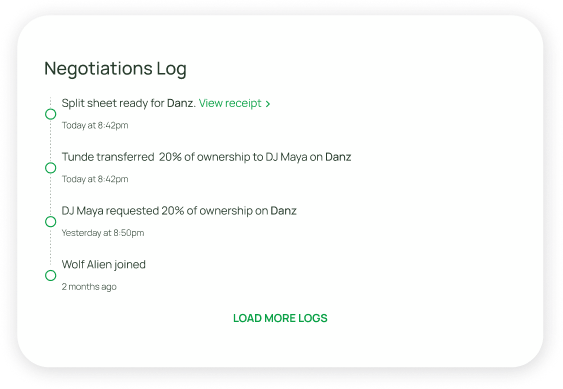 Negotiations Log
Split sheet ready for Danz. View receipt >
Today at 8:42pm
Tunde transferred 20% of ownership to DJ Maya on Danz
Today at 8:42pm
DJ Maya requested 20% of ownership on Danz
Yesterday at 8:50pm
Wolf Alien joined
2 months ago
LOAD MORE LOGS